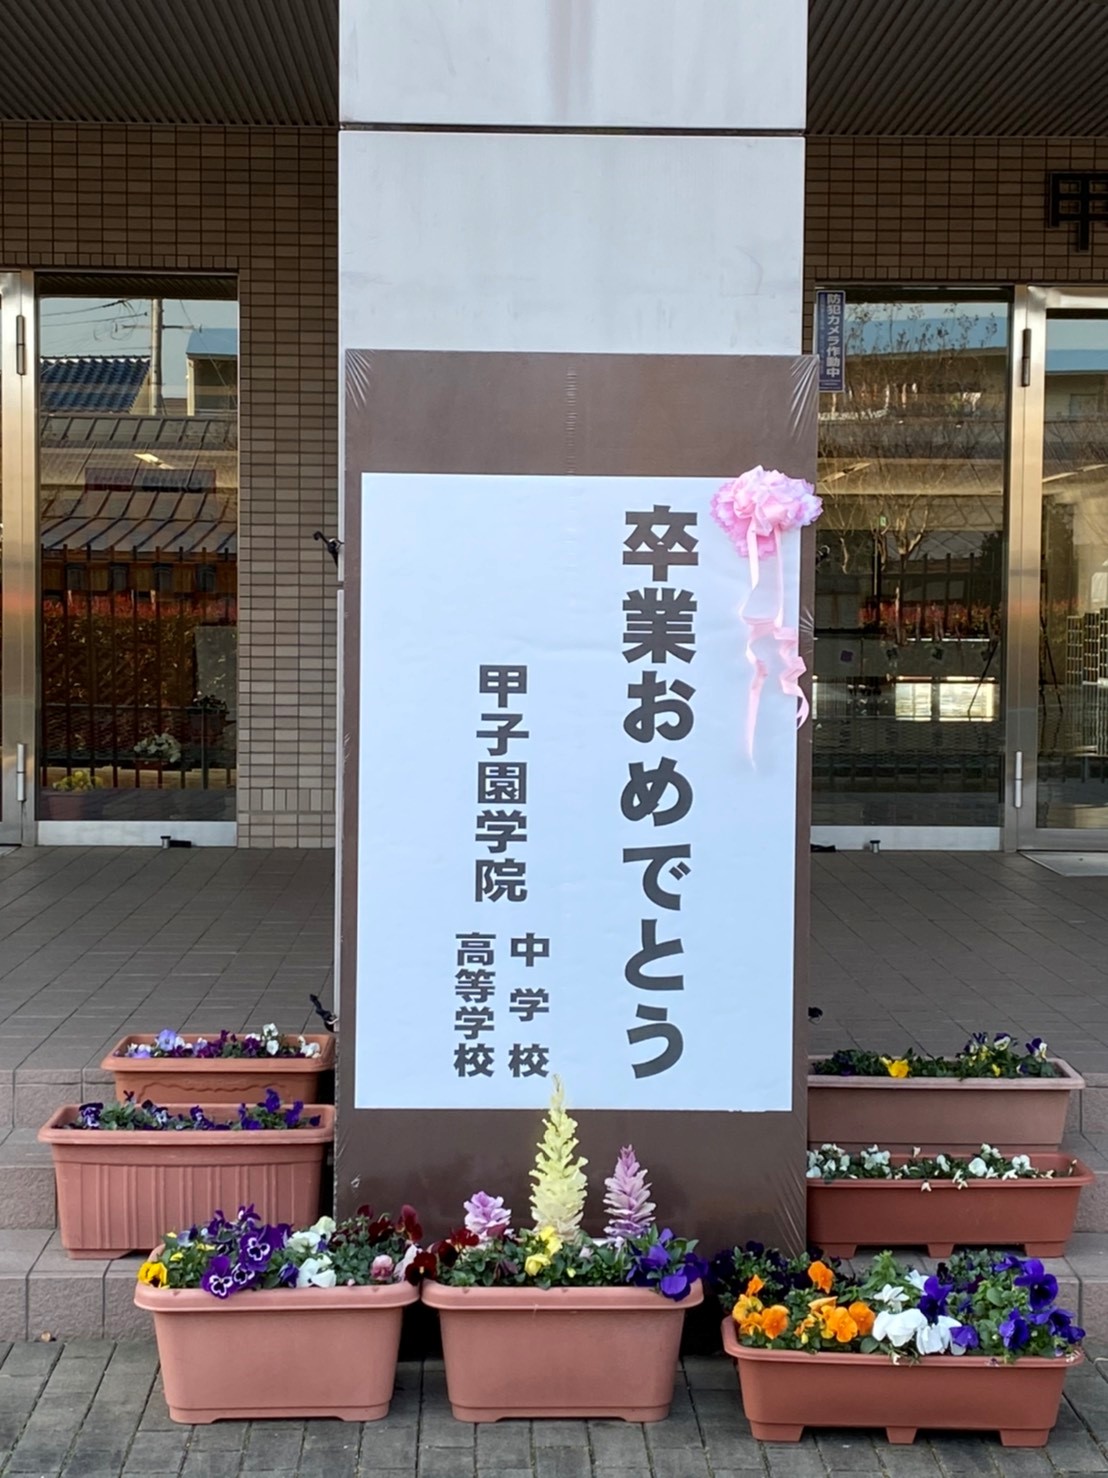 卒業おめでとう
甲子園学院
中学校
高等学校
防犯カメラ作動中
甲